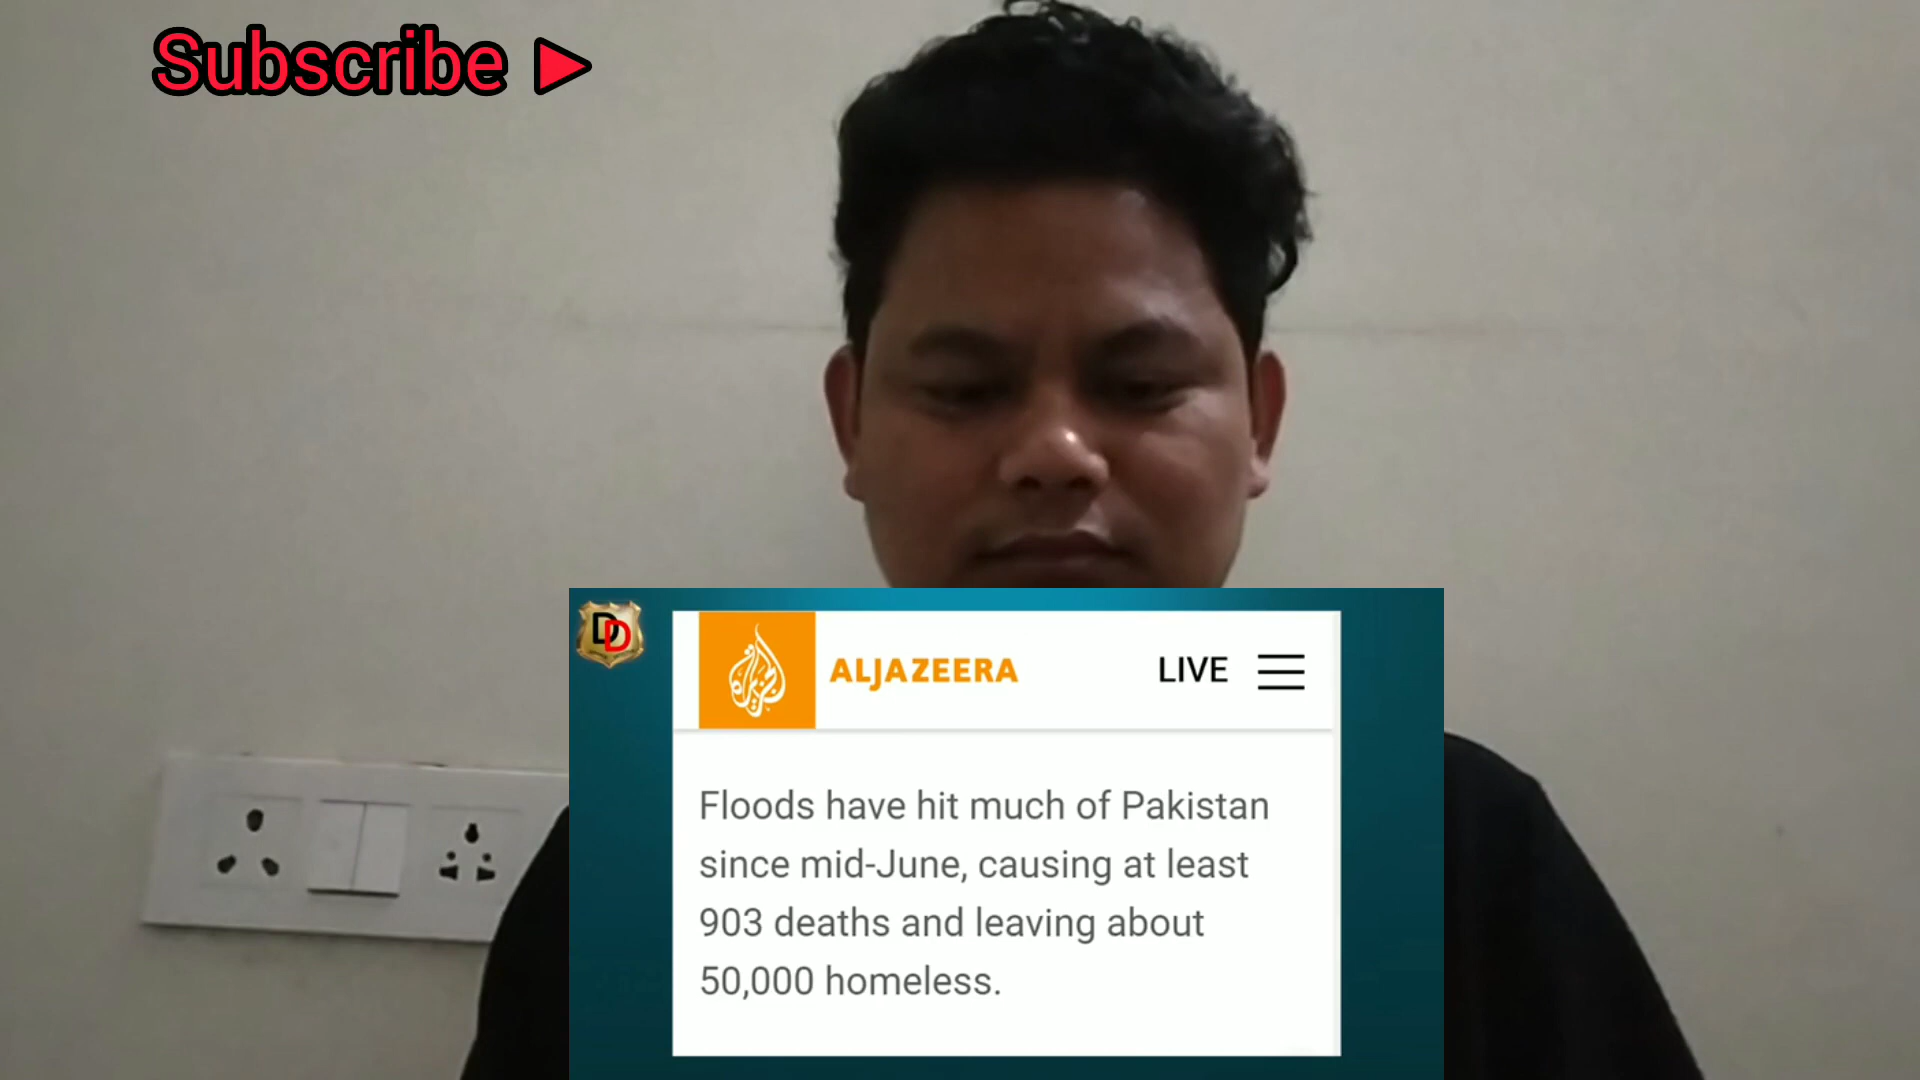 Subscribe
DD
ALJAZEERA
LIVE
Floods have hit much of Pakistan
since mid-June, causing at least
903 deaths and leaving about
50,000 homeless.